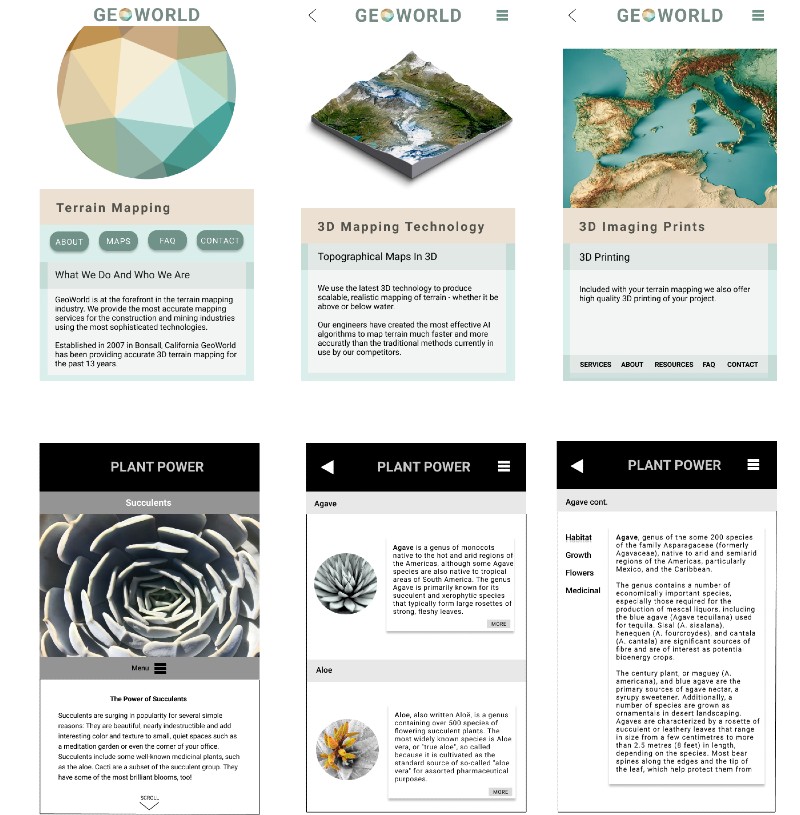 GEOWORLD
Terrain Mapping
ABOUT MAPS FAQ CONTACT
What We Do And Who We Are
GeoWorld is at the forefront in the terrain mapping
industry. We provide the most accurate mapping
services for the construction and mining industries
using the most sophisticated technologies.
Established in 2007 in Bonsall, California GeoWorld
has been providing accurate 3D terrain mapping for
the past 13 years.
GEOWORLD
3D Mapping Technology
Topographical Maps In 3D
We use the latest 3D technology to produce
scalable, realistic mapping of terrain - whether it be
above or below water.
Our engineers have created the most effective AI
algorithms to map terrain much faster and more
accuratly than the traditional methods currently in
use by our competitors.
GEOWORLD
3D Imaging Prints
3D Printing
Included with your terrain mapping we also offer
high quality 3D printing of your project.
SERVICES ABOUT RESOURCES FAQ CONTACT
PLANT POWER
Succulents
Menu
The Power of Succulents
Succulents are surging in popularity for several simple
reasons: They are beautiful, nearly indestructible and add
interesting color and texture to small, quiet spaces such as
a meditation garden or even the corner of your office.
Succulents include some well known medicinal plants, such
as the aloe. Cacti are a subset of the succulent group. They
have some of the most brilliant blooms, too!
SCROLL
PLANT POWER
Agave
Agave is a genus of monocots
native to the hot and arid regions of
the Americas, although some Agave
species are also native to tropical
areas of South America. The genus
Agave is primarily known for its
succulent and xerophytic species
that typically form large rosettes of
strong, fleshy leaves.
MORE
Aloe
Aloe, also written Aloë, is a genus
containing over 500 species of
flowering succulent plants. The
most widely known species is Aloe
vera, or "true aloe", so called
because it is cultivated as the
standard source of so-called "aloe
vera" for assorted pharmaceutical
purposes.
MORE
PLANT POWER
Agave cont.
Habitat
Growth
Flowers
Medicinal
Agave, genus of the some 200 species
of the family Asparagaceae (formerly
Agavaceae), native to arid and semiarid
regions of the Americas, particularly
Mexico, and the Caribbean.
The genus contains a number of
economically important species,
especially those required for the
production of mescal liquors, including
the blue agave (Agave tequilana) used
for tequila. Sisal (A. sisalana),
henequen (A. fourcroydes), and cantala
(A. cantala) are significant sources of
fibre and are of interest as potentia
bioenergy crops.
The century plant, or maguey (A.
americana), and blue agave are the
primary sources of agave nectar, a
syrupy sweetener. Additionally, a
number of species are grown as
ornamentals in desert landscaping.
Agaves are characterized by a rosette of
succulent or leathery leaves that range
in size from a few centimetres to more
than 2.5 metres (8 feet) in length,
depending on the species. Most bear
spines along the edges and the tip of
the leaf, which help protect them from